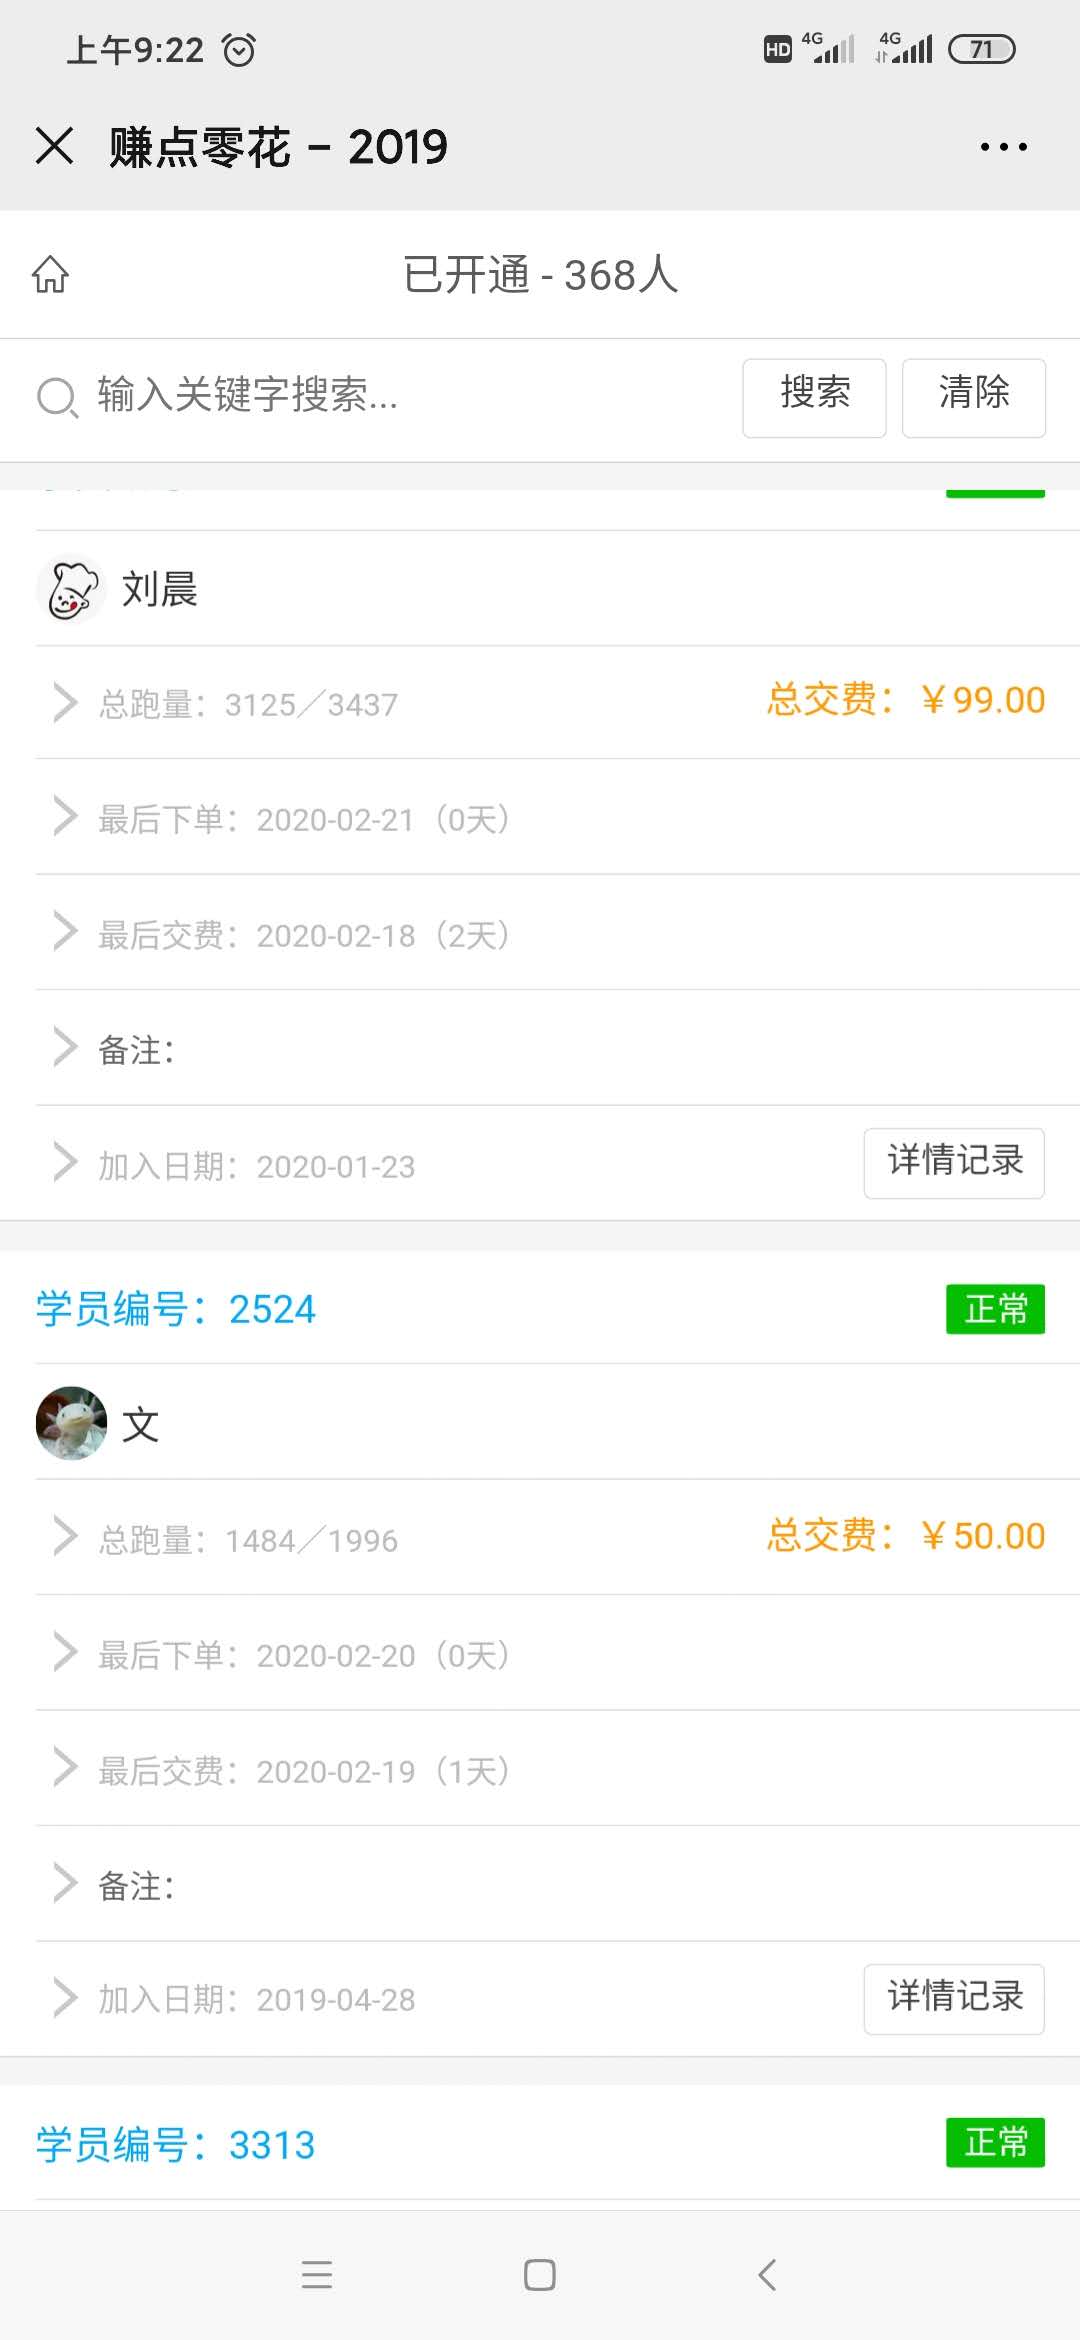 上午9:22
HD 4G 4G 71
赚点零花 - 2019
已开通 - 368人
输入关键字搜索...
搜索
清除
刘晨
总跑量：3125／3437
总交费：￥99.00
最后下单：2020-02-21（0天）
最后交费：2020-02-18（2天）
备注：
加入日期：2020-01-23
详情记录
学员编号：2524
正常
文
总跑量：1484／1996
总交费：￥50.00
最后下单：2020-02-20（0天）
最后交费：2020-02-19（1天）
备注：
加入日期：2019-04-28
详情记录
学员编号：3313
正常